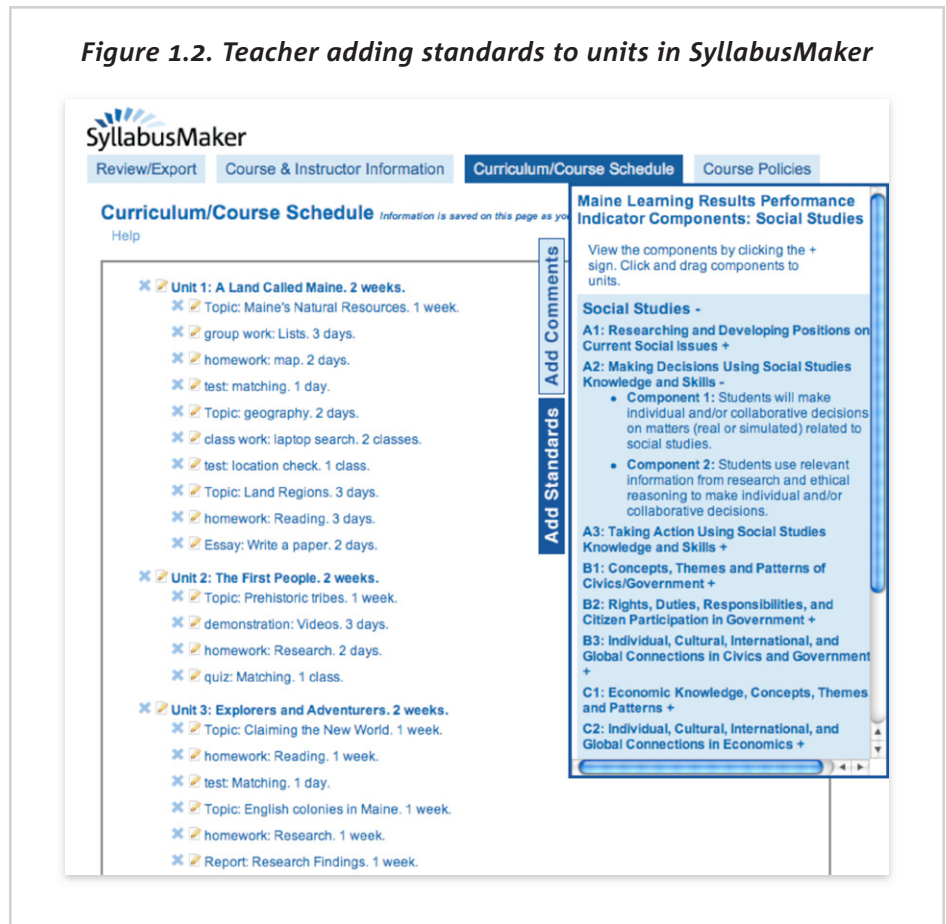 Figure 1.2. Teacher adding standards to units in SyllabusMaker
SyllabusMaker
Review/Export
Course & Instructor Information
Curriculum/Course Schedule
Course Policies
Curriculum/Course Schedule Information is saved on this page as you
Help
Unit 1: A Land Called Maine. 2 weeks.
Topic: Maine's Natural Resources. 1 week.
group work: Lists. 3 days.
homework: map. 2 days.
test: matching. 1 day.
Topic: geography. 2 days.
class work: laptop search. 2 classes.
test: location check. 1 class.
Topic: Land Regions. 3 days.
homework: Reading. 3 days.
Essay: Write a paper. 2 days.
Unit 2: The First People. 2 weeks.
Topic: Prehistoric tribes. 1 week.
demonstration: Videos. 3 days.
homework: Research. 2 days.
quiz: Matching. 1 class.
Unit 3: Explorers and Adventurers. 2 weeks.
Topic: Claiming the New World. 1 week.
homework: Reading. 1 week.
test: Matching. 1 day.
Topic: English colonies in Maine. 1 week.
homework: Research. 1 week.
Report: Research Findings. 1 week.
Add Comments
Add Standards
Maine Learning Results Performance
Indicator Components: Social Studies
View the components by clicking the +
sign. Click and drag components to
units.
Social Studies -
A1: Researching and Developing Positions on
Current Social Issues +
A2: Making Decisions Using Social Studies
Knowledge and Skills -
• Component 1: Students will make
individual and/or collaborative decisions
on matters (real or simulated) related to
social studies.
• Component 2: Students use relevant
information from research and ethical
reasoning to make individual and/or
collaborative decisions.
A3: Taking Action Using Social Studies
Knowledge and Skills +
B1: Concepts, Themes and Patterns of
Civics/Government +
B2: Rights, Duties, Responsibilities, and
Citizen Participation in Government +
B3: Individual, Cultural, International, and
Global Connections in Civics and Government
+
C1: Economic Knowledge, Concepts, Themes
and Patterns +
C2: Individual, Cultural, International, and
Global Connections in Economics +